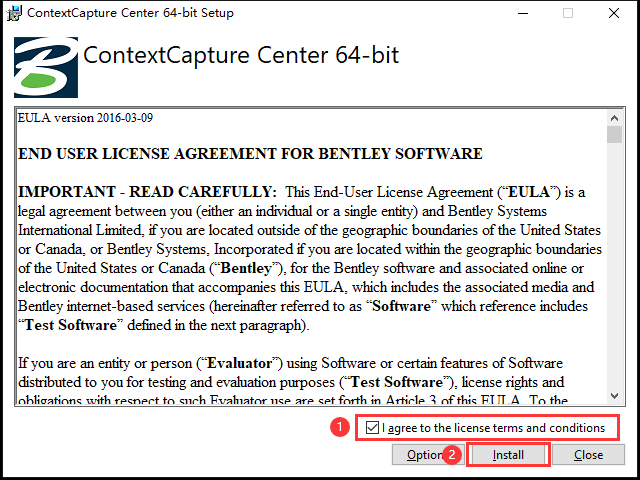 ContextCapture Center 64-bit Setup
ContextCapture Center 64-bit
EULA version 2016-03-09
END USER LICENSE AGREEMENT FOR BENTLEY SOFTWARE
IMPORTANT - READ CAREFULLY: This End-User License Agreement (“EULA”) is a
legal agreement between you (either an individual or a single entity) and Bentley Systems
International Limited, if you are located outside of the geographic boundaries of the United States
or Canada, or Bentley Systems, Incorporated if you are located within the geographic boundaries
of the United States or Canada (“Bentley”), for the Bentley software and associated online or
electronic documentation that accompanies this EULA, which includes the associated media and
Bentley internet-based services (hereinafter referred to as “Software” which reference includes
“Test Software” defined in the next paragraph).
If you are an entity or person (“Evaluator”) using Software or certain features of Software
distributed to you for testing and evaluation purposes (“Test Software”), license rights and
obligations with respect to such Evaluator use are set forth in Article 3 of this EULA. To the
1 I agree to the license terms and conditions
Option 2 Install Close